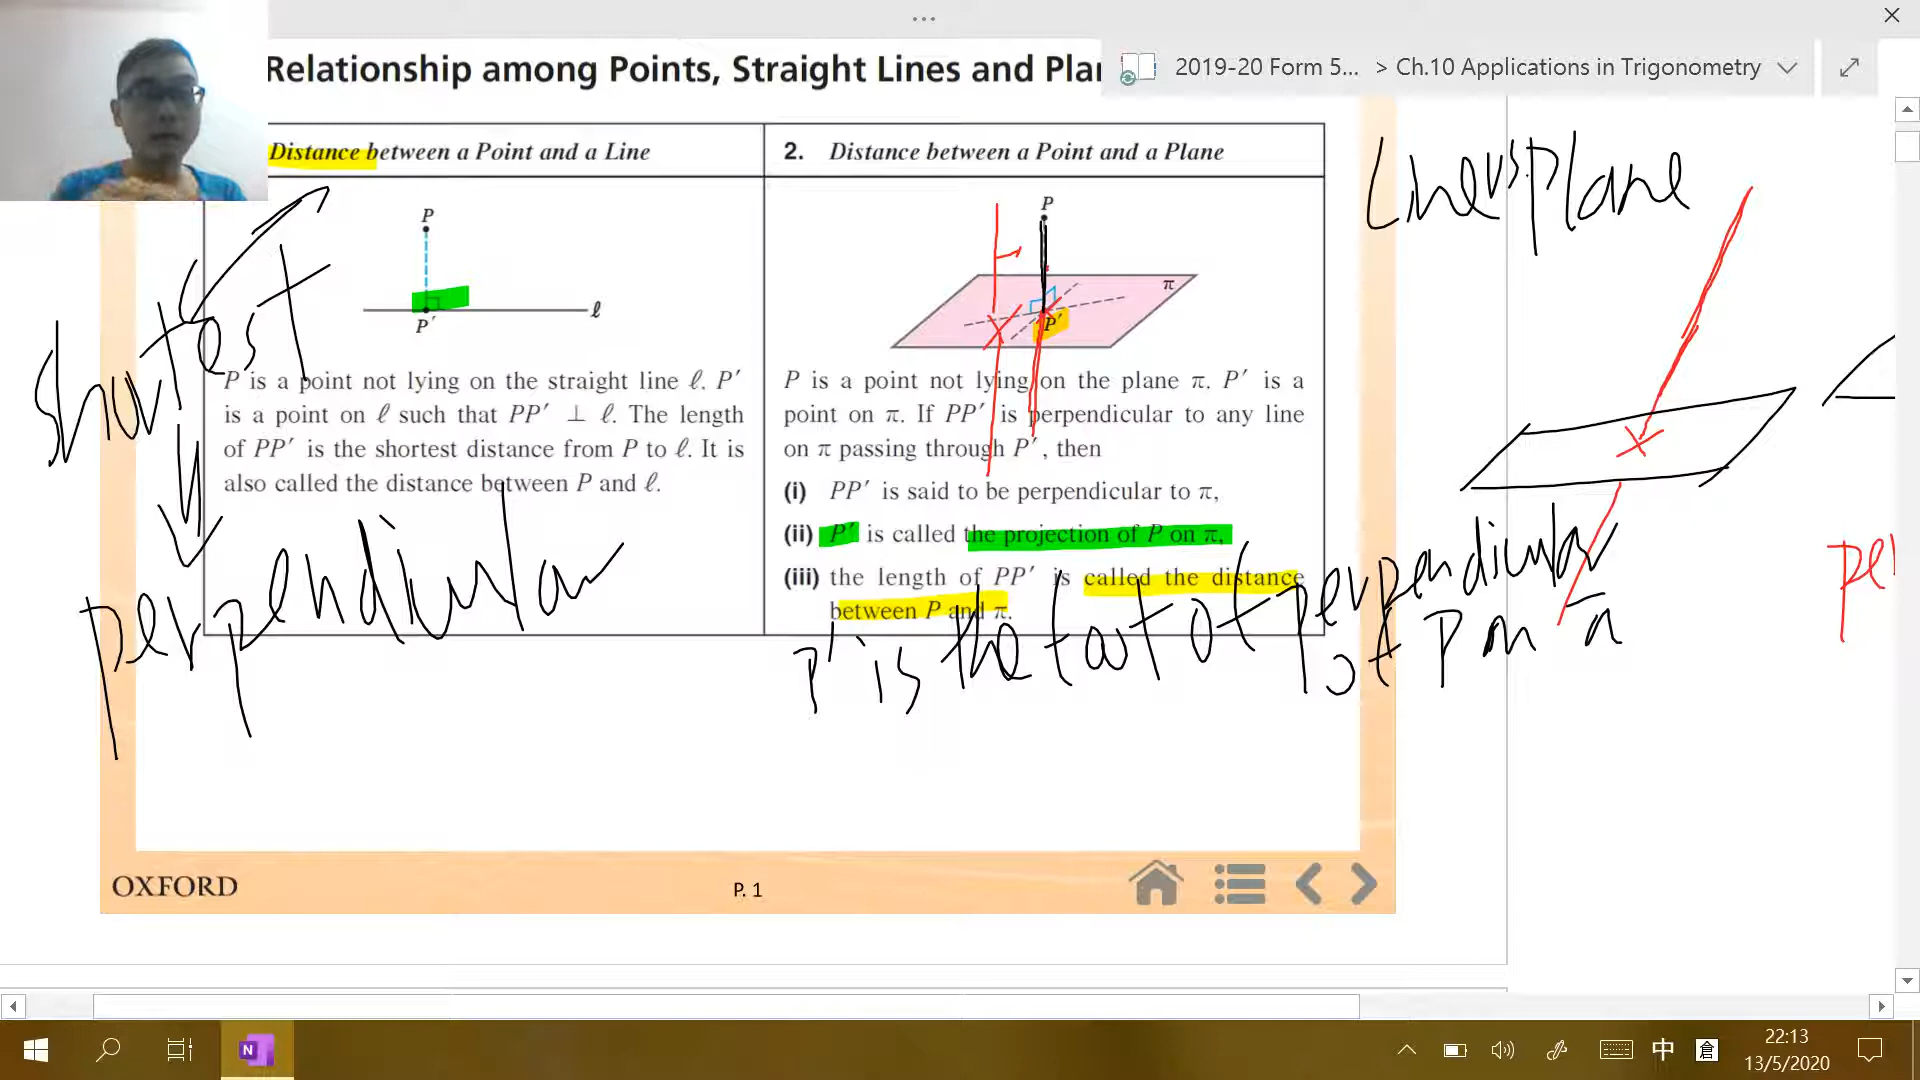 Relationship among Points, Straight Lines and Pla
2019-20 Form 5... > Ch.10 Applications in Trigonometry
Distance between a Point and a Line
2. Distance between a Point and a Plane
Line vs. Plane
P
P′
ℓ
P
π
P′
shortest
P is a point not lying on the straight line ℓ. P′
is a point on ℓ such that PP′ ⊥ ℓ. The length
of PP′ is the shortest distance from P to ℓ. It is
also called the distance between P and ℓ.
perpendicular
P is a point not lying on the plane π. P′ is a
point on π. If PP′ is perpendicular to any line
on π passing through P′, then
(i) PP′ is said to be perpendicular to π,
(ii) P′ is called the projection of P on π,
(iii) the length of PP′ is called the distance
between P and π.
P' is the foot of perpendicular
of P on π
per
OXFORD
P. 1
N
中
倉
22:13
13/5/2020